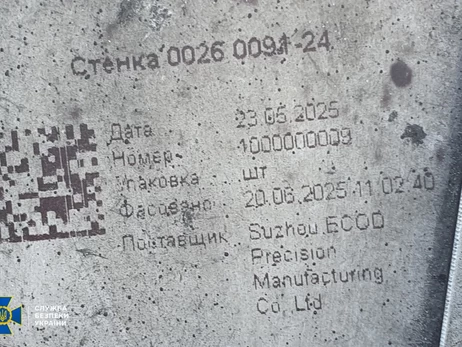 Стенка 0026 0091-24
Дата 23.05.2025
Номер 1000000009
Упаковка шт
Фасовано 20.06.2025 11 02 40
Поставщик Suzhou ECOD
Precision
Manufacturing
Co, Ltd
СЛУЖБА
БЕЗПЕКИ
УКРАЇНИ